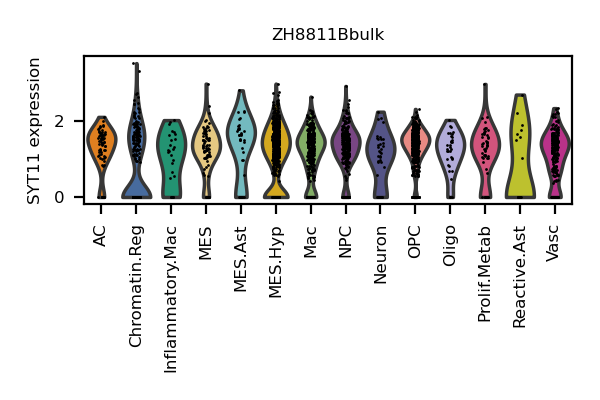 ZH8811Bbulk
SYT11 expression
2
0
AC
Chromatin.Reg
Inflammatory.Mac
MES
MES.Ast
MES.Hyp
Mac
NPC
Neuron
OPC
Oligo
Prolif.Metab
Reactive.Ast
Vasc